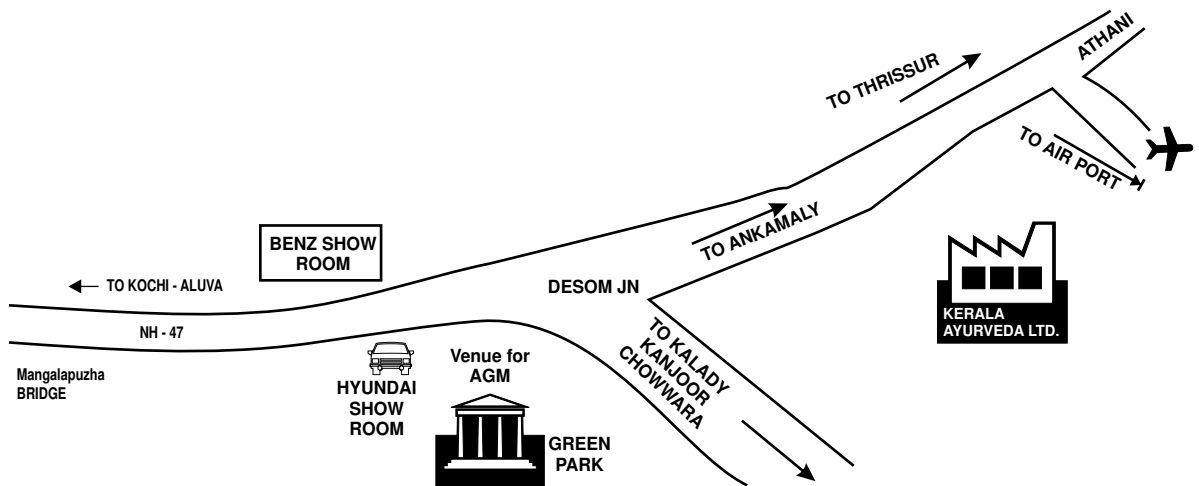 ATHANI
TO THRISSUR
TO AIR PORT
TO ANKAMALY
BENZ SHOW
ROOM
TO KOCHI - ALUVA
DESOM JN
KERALA
AYURVEDA LTD.
NH - 47
TO KALADY
KANJOOR
CHOWWARA
Mangalapuzha
BRIDGE
HYUNDAI
SHOW
ROOM
Venue for
AGM
GREEN
PARK